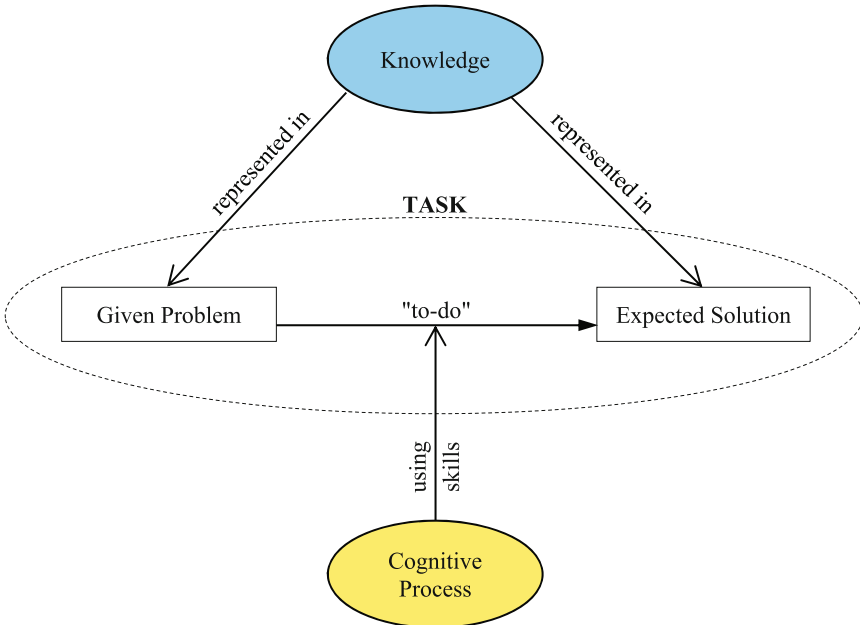 Knowledge
represented in
represented in
TASK
Given Problem
"to-do"
Expected Solution
using
skills
Cognitive
Process